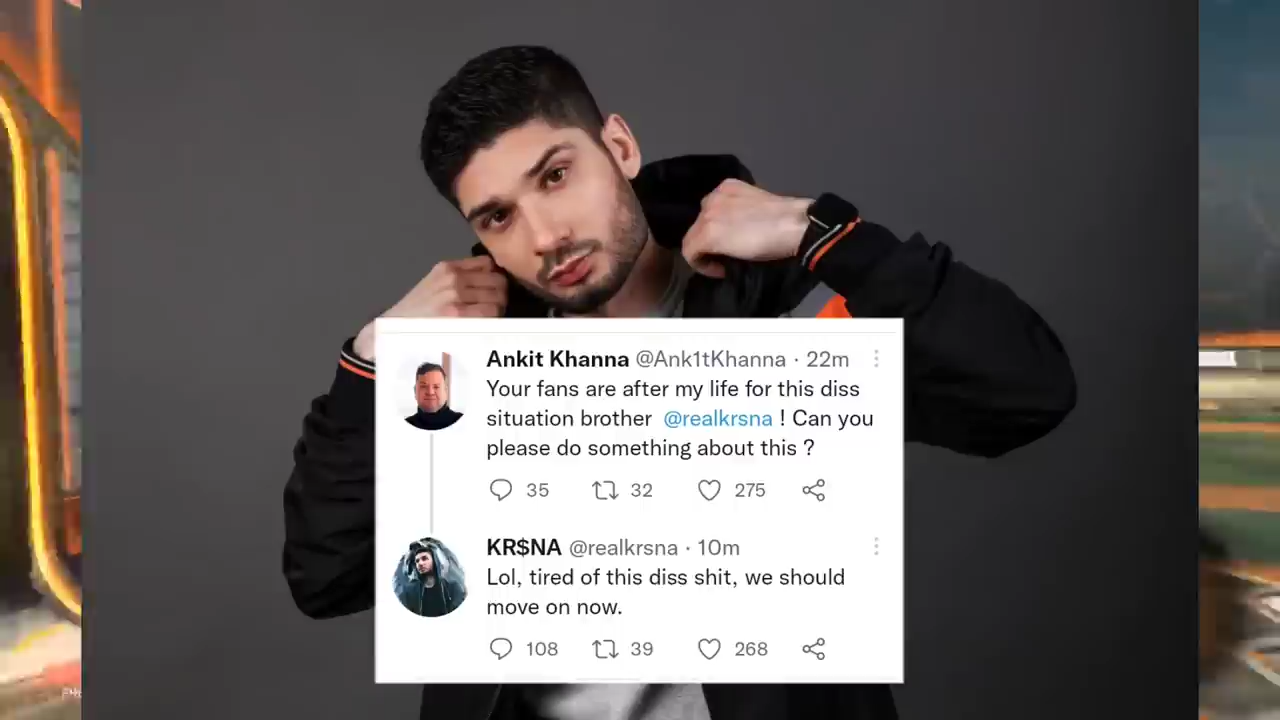 Ankit Khanna @Ank1tKhanna · 22m
Your fans are after my life for this diss
situation brother @realkrsna ! Can you
please do something about this ?
35 32 275
KR$NA @realkrsna · 10m
Lol, tired of this diss shit, we should
move on now.
108 39 268